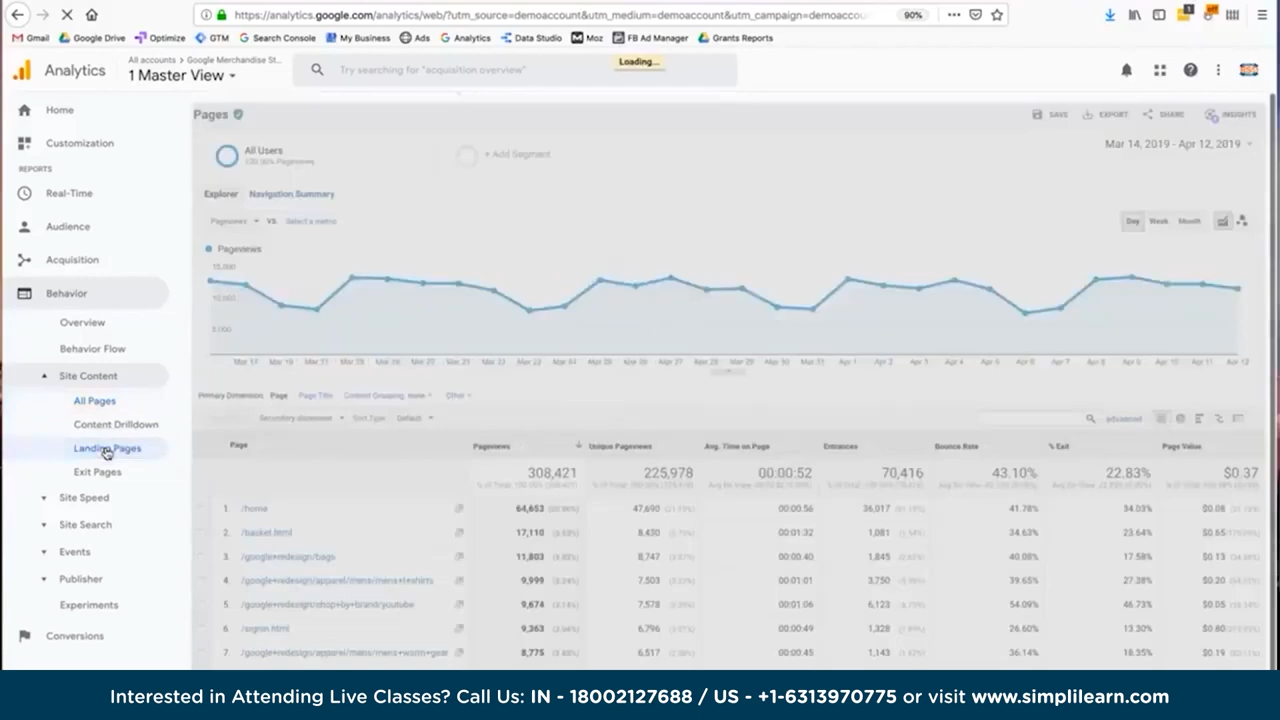 https://analytics.google.com/analytics/web/?utm_source=demoaccount&utm_medium=demoaccount&utm_campaign=demoaccou
90%
Gmail Google Drive Optimize GTM Search Console My Business Ads Analytics Data Studio Moz FB Ad Manager Grants Reports
Analytics
All accounts > Google Merchandise St...
1 Master View
Try searching for "acquisition overview"
Loading...
Home
Customization
REPORTS
Real-Time
Audience
Acquisition
Behavior
Overview
Behavior Flow
Site Content
All Pages
Content Drilldown
Landing Pages
Exit Pages
Site Speed
Site Search
Events
Publisher
Experiments
Conversions
Pages
SAVE EXPORT SHARE INSIGHTS
All Users
+ Add Segment
Mar 14, 2019 - Apr 12, 2019
Explorer Navigation Summary
Pageviews VS. Select a metric
Day Week Month
Pageviews
15,000
10,000
5,000
Primary Dimension: Page Page Title Content Grouping: none Other
Secondary dimension Sort Type: Default
advanced
Page Pageviews Unique Pageviews Avg. Time on Page Entrances Bounce Rate % Exit Page Value
308,421 225,978 00:00:52 70,416 43.10% 22.83% $0.37
1. /home 64,653 47,690 00:00:56 36,017 41.78% 34.03% $0.08
2. /basket.html 17,110 8,430 00:01:32 1,081 34.63% 23.64% $0.65
3. /google+redesign/bags 11,803 8,747 00:00:40 1,845 40.08% 17.58% $0.13
4. /google+redesign/apparel/mens/mens+t+shirts 9,999 7,503 00:01:01 3,750 39.65% 27.38% $0.20
5. /google+redesign/shop+by+brand/youtube 9,674 7,578 00:01:06 6,123 54.09% 46.73% $0.05
6. /signin.html 9,363 6,796 00:00:49 1,328 26.60% 13.30% $0.80
7. /google+redesign/apparel/mens/mens+warm+gear 8,775 6,517 00:00:45 1,143 36.14% 18.35% $0.19
Interested in Attending Live Classes? Call Us: IN - 18002127688 / US - +1-6313970775 or visit www.simplilearn.com